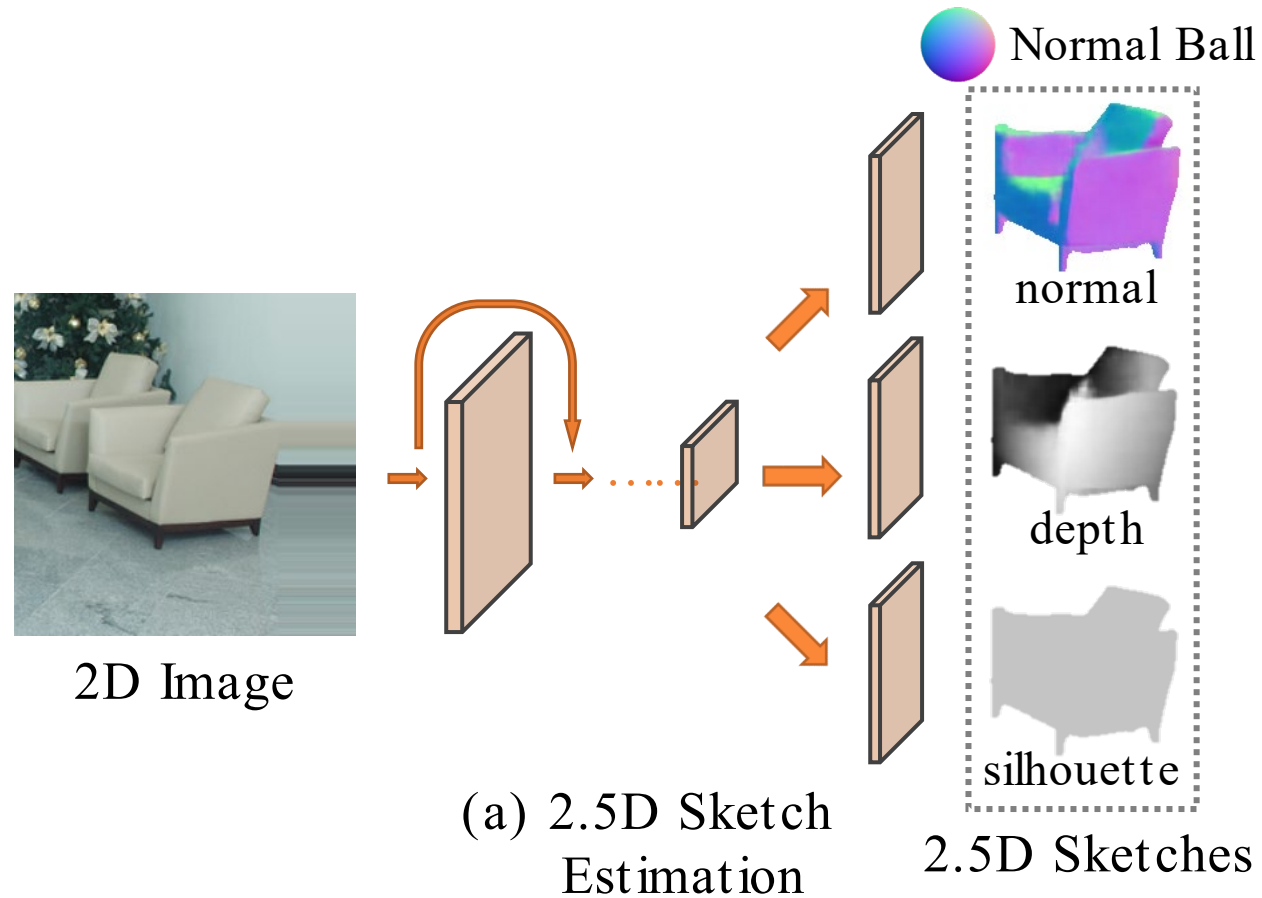 Normal Ball
normal
depth
silhouette
2D Image
(a) 2.5D Sketch
Estimation
2.5D Sketches